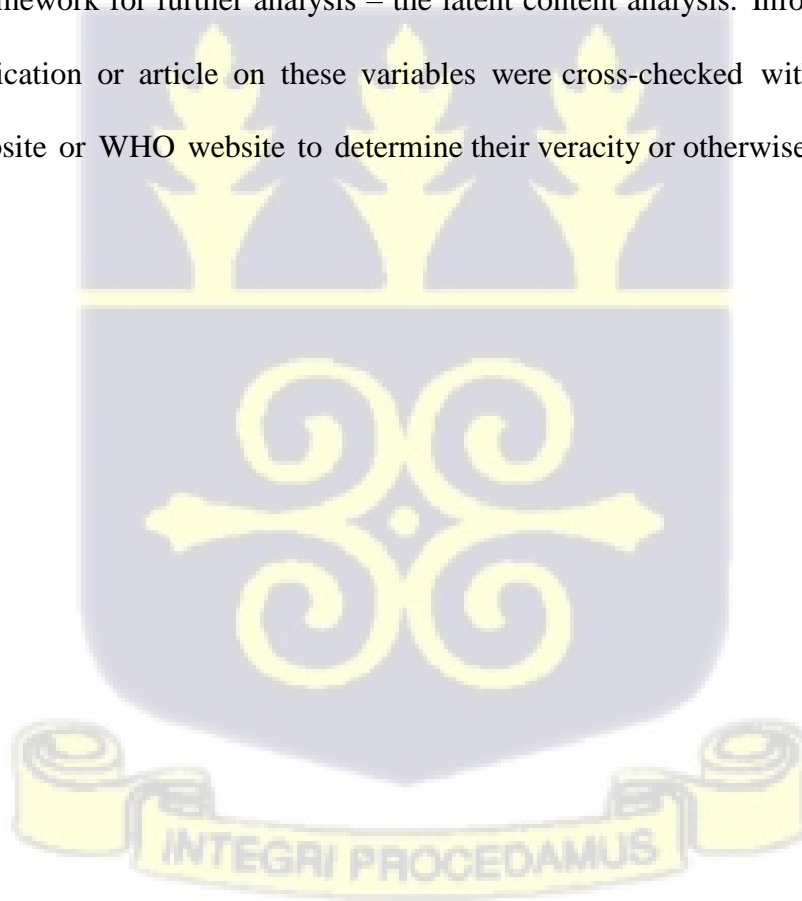 mework for further analysis – the latent content analysis. Info
ication or article on these variables were cross-checked wit
site or WHO website to determine their veracity or otherwise
INTEGRI PROCEDAMUS